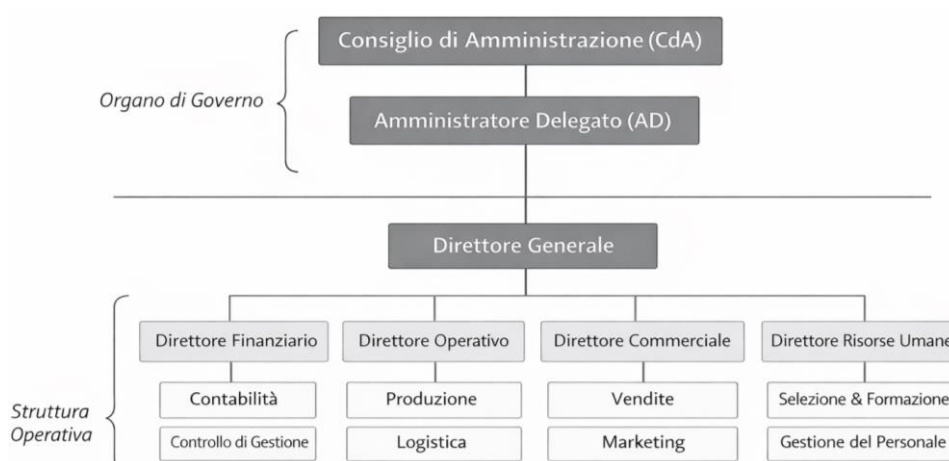 Consiglio di Amministrazione (CdA)
Organo di Governo
Amministratore Delegato (AD)
Direttore Generale
Direttore Finanziario
Direttore Operativo
Direttore Commerciale
Direttore Risorse Umane
Contabilità
Produzione
Vendite
Selezione & Formazione
Struttura
Operativa
Controllo di Gestione
Logistica
Marketing
Gestione del Personale